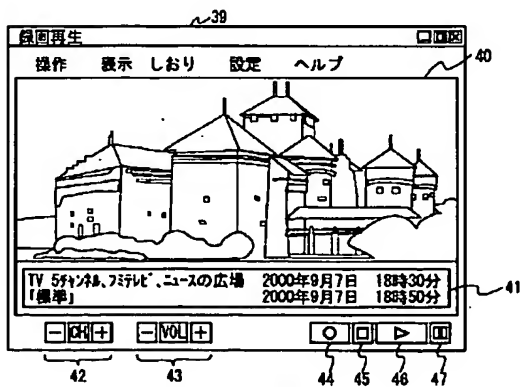 39
録画再生
操作 表示 しおり 設定 ヘルプ
40
TV 5チャンネル、フミテレビ、ニュースの広場 2000年9月7日 18時30分
「標準」 2000年9月7日 18時50分
41
CH VOL
42 43 44 45 46 47